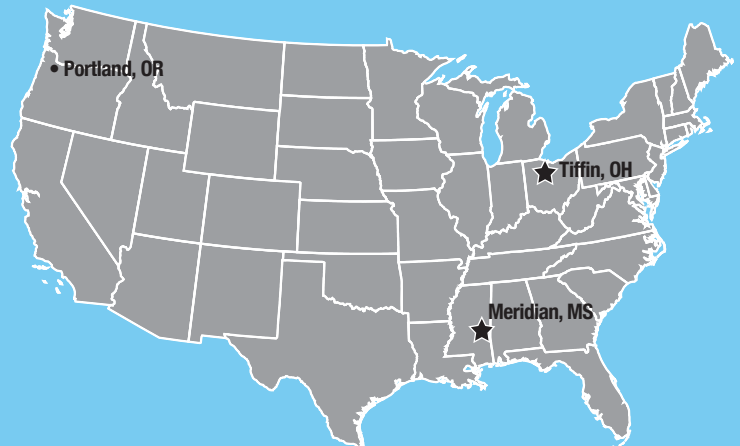 Portland, OR
Tiffin, OH
Meridian, MS